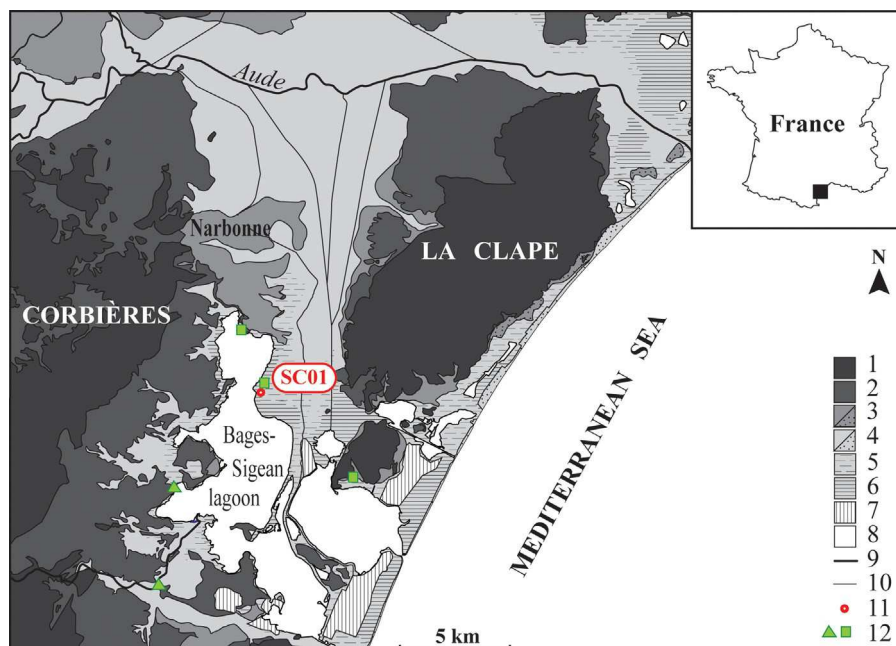 Aude
France
Narbonne
LA CLAPE
N
CORBIÈRES
SC01
Bages-
Sigean
lagoon
MEDITERRANEAN SEA
1
2
3
4
5
6
7
8
9
10
11
12
5 km